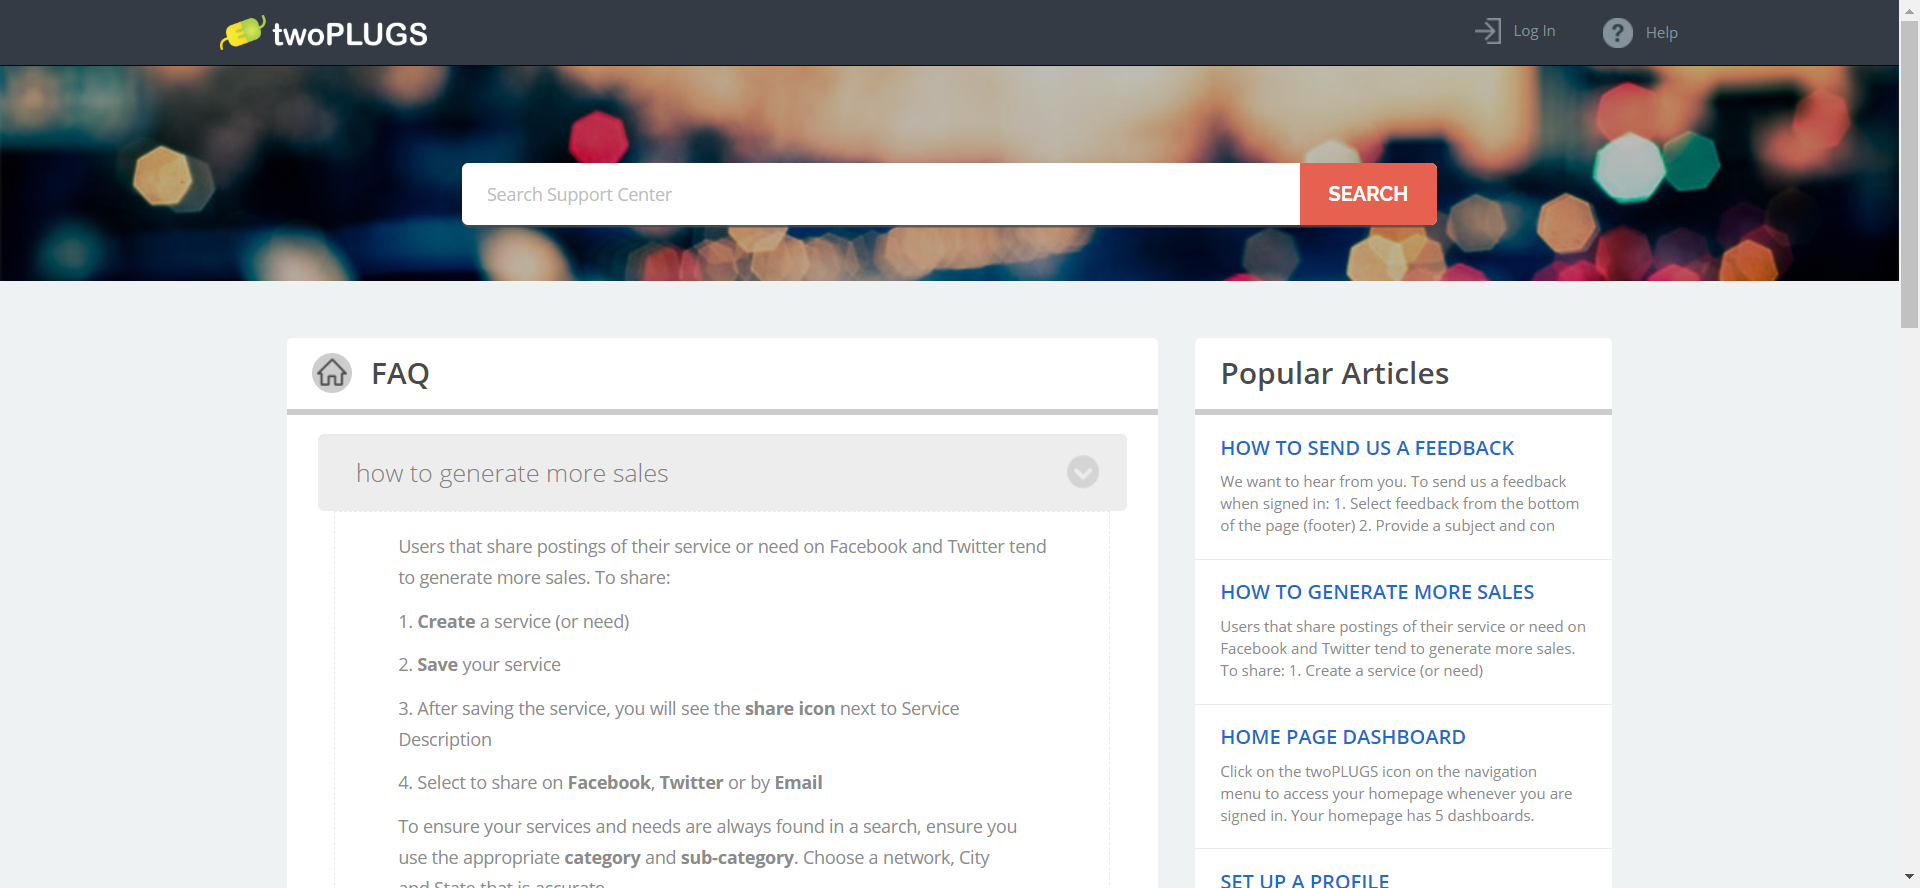 twoPLUGS
Log In
Help
Search Support Center
SEARCH
FAQ
how to generate more sales
Users that share postings of their service or need on Facebook and Twitter tend
to generate more sales. To share:
1. Create a service (or need)
2. Save your service
3. After saving the service, you will see the share icon next to Service
Description
4. Select to share on Facebook, Twitter or by Email
To ensure your services and needs are always found in a search, ensure you
use the appropriate category and sub-category. Choose a network, City
and State that is accurate
Popular Articles
HOW TO SEND US A FEEDBACK
We want to hear from you. To send us a feedback
when signed in: 1. Select feedback from the bottom
of the page (footer) 2. Provide a subject and con
HOW TO GENERATE MORE SALES
Users that share postings of their service or need on
Facebook and Twitter tend to generate more sales.
To share: 1. Create a service (or need)
HOME PAGE DASHBOARD
Click on the twoPLUGS icon on the navigation
menu to access your homepage whenever you are
signed in. Your homepage has 5 dashboards.
SET UP A PROFILE